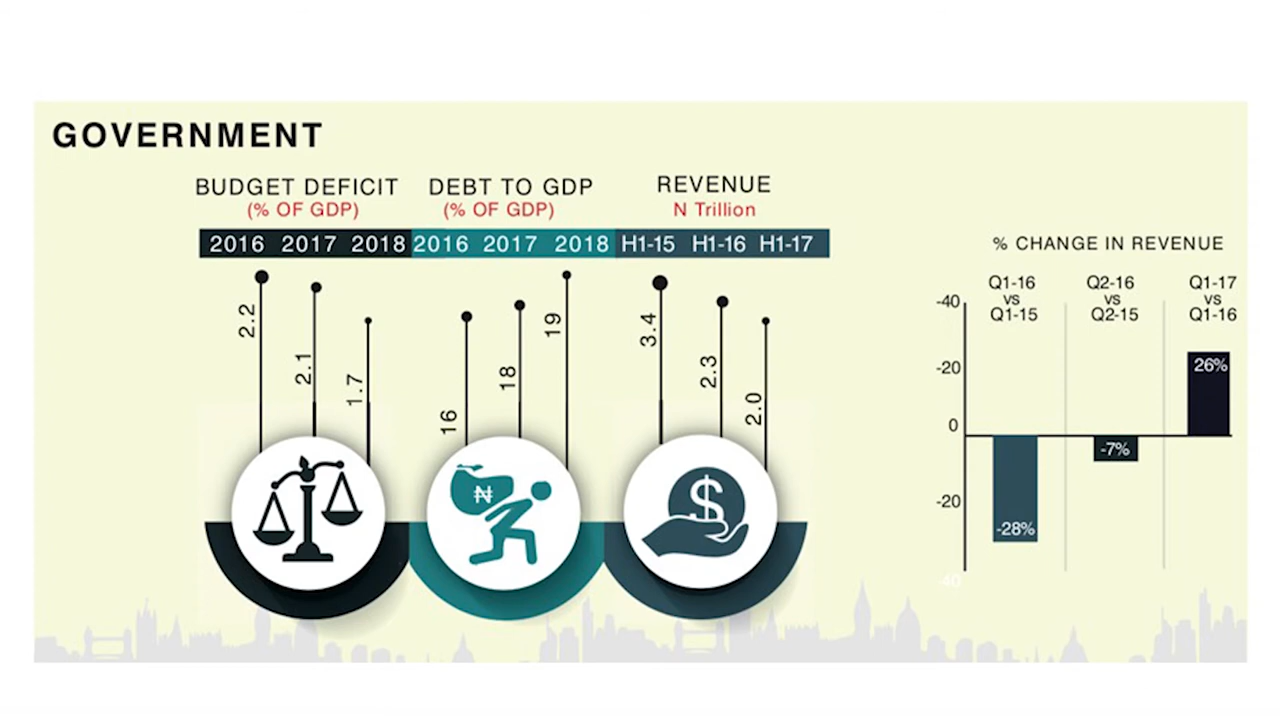 GOVERNMENT
BUDGET DEFICIT
(% OF GDP)
DEBT TO GDP
(% OF GDP)
REVENUE
N Trillion
2016 2017 2018 2016 2017 2018 H1-15 H1-16 H1-17
2.2
2.1
1.7
16
18
19
3.4
2.3
2.0
₦
$
% CHANGE IN REVENUE
Q1-16
vs
Q1-15
Q2-16
vs
Q2-15
Q1-17
vs
Q1-16
-40
-20
0
-20
40
-28%
-7%
26%